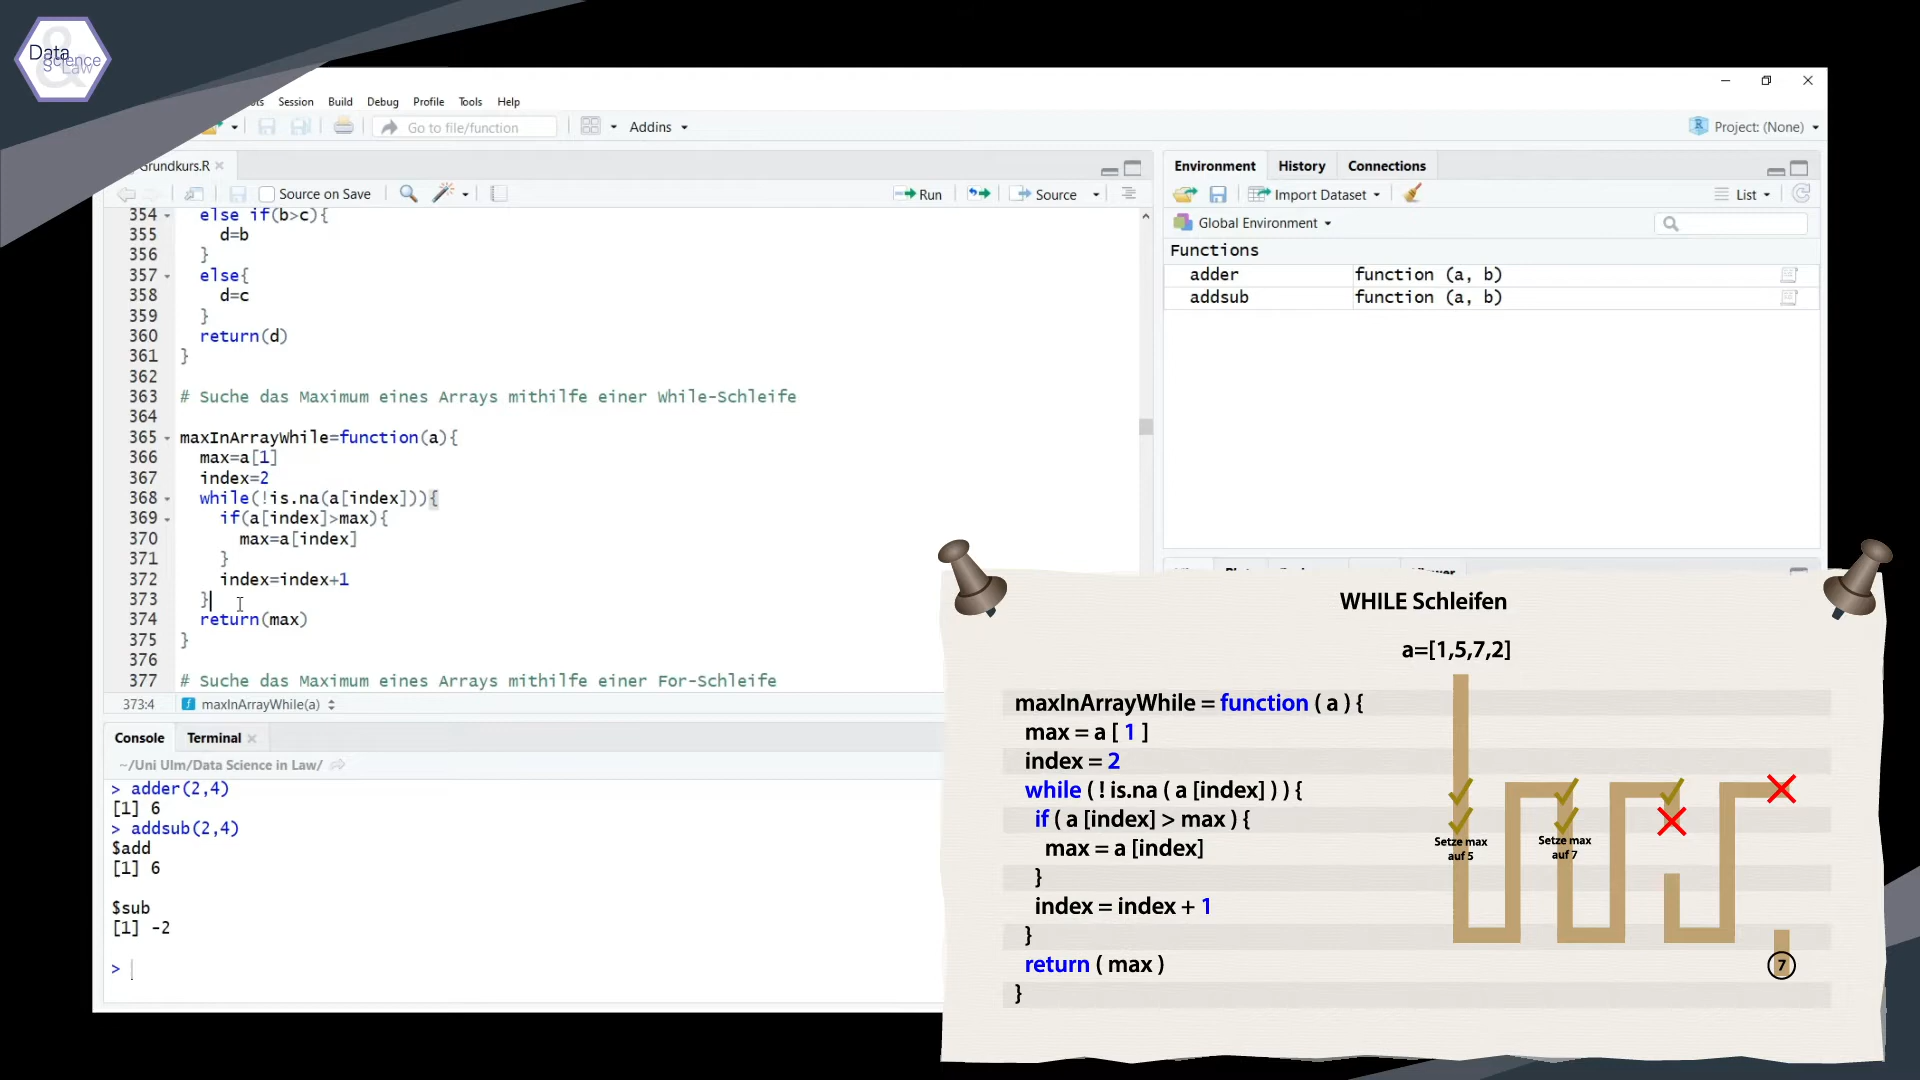 Data
Science
Law
Session Build Debug Profile Tools Help
Go to file/function
Addins
Project: (None)
Grundkurs.R
Source on Save
Run
Source
354 else if(b>c){
355 d=b
356 }
357 else{
358 d=c
359 }
360 return(d)
361 }
362
363 # Suche das Maximum eines Arrays mithilfe einer While-Schleife
364
365 maxInArrayWhile=function(a){
366 max=a[1]
367 index=2
368 while(!is.na(a[index])){
369 if(a[index]>max){
370 max=a[index]
371 }
372 index=index+1
373 }
374 return(max)
375 }
376
377 # Suche das Maximum eines Arrays mithilfe einer For-Schleife
373:4 maxInArrayWhile(a)
Console Terminal
~/Uni Ulm/Data Science in Law/
> adder(2,4)
[1] 6
> addsub(2,4)
$add
[1] 6
$sub
[1] -2
>
Environment History Connections
Import Dataset
List
Global Environment
Functions
adder function (a, b)
addsub function (a, b)
WHILE Schleifen
a=[1,5,7,2]
maxInArrayWhile = function ( a ) {
max = a [ 1 ]
index = 2
while ( ! is.na ( a [index] ) ) {
if ( a [index] > max ) {
max = a [index]
}
index = index + 1
}
return ( max )
}
Setze max
auf 5
Setze max
auf 7
7